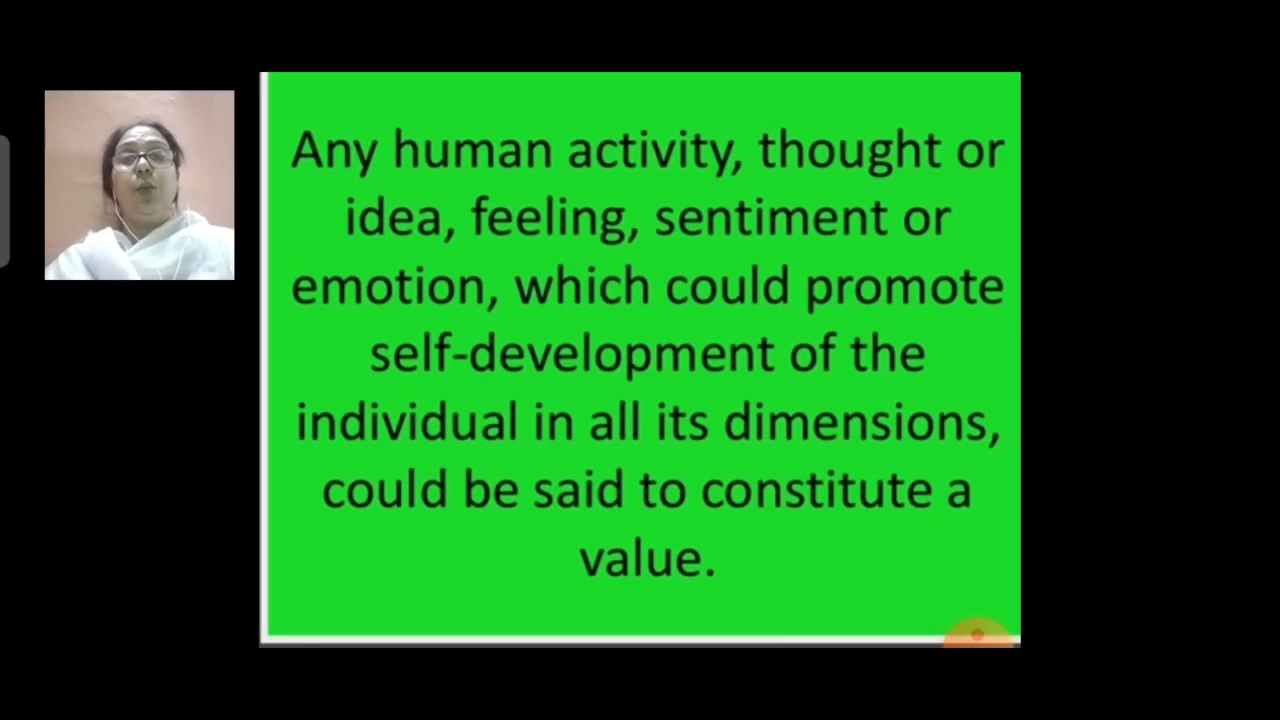 Any human activity, thought or
idea, feeling, sentiment or
emotion, which could promote
self-development of the
individual in all its dimensions,
could be said to constitute a
value.